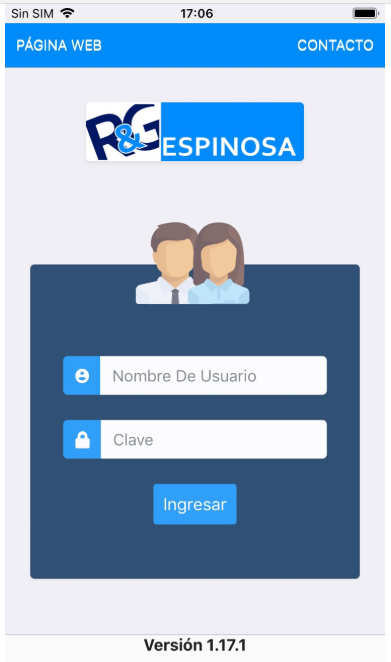 Sin SIM 17:06
PÁGINA WEB CONTACTO
R&G ESPINOSA
Nombre De Usuario
Clave
Ingresar
Versión 1.17.1